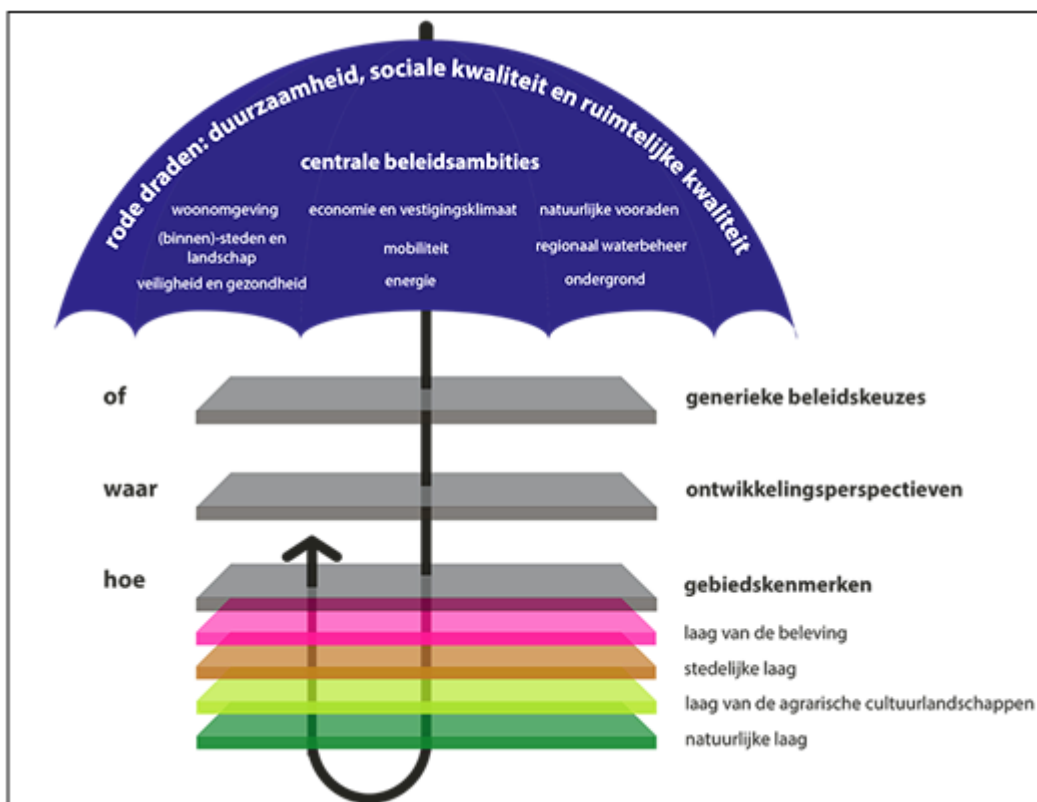 rode draden: duurzaamheid, sociale kwaliteit en ruimtelijke kwaliteit
centrale beleidsambities
woonomgeving
economie en vestigingsklimaat
natuurlijke vooraden
(binnen)-steden en
landschap
mobiliteit
regionaal waterbeheer
veiligheid en gezondheid
energie
ondergrond
of
generieke beleidskeuzes
waar
ontwikkelingsperspectieven
hoe
gebiedskenmerken
laag van de beleving
stedelijke laag
laag van de agrarische cultuurlandschappen
natuurlijke laag